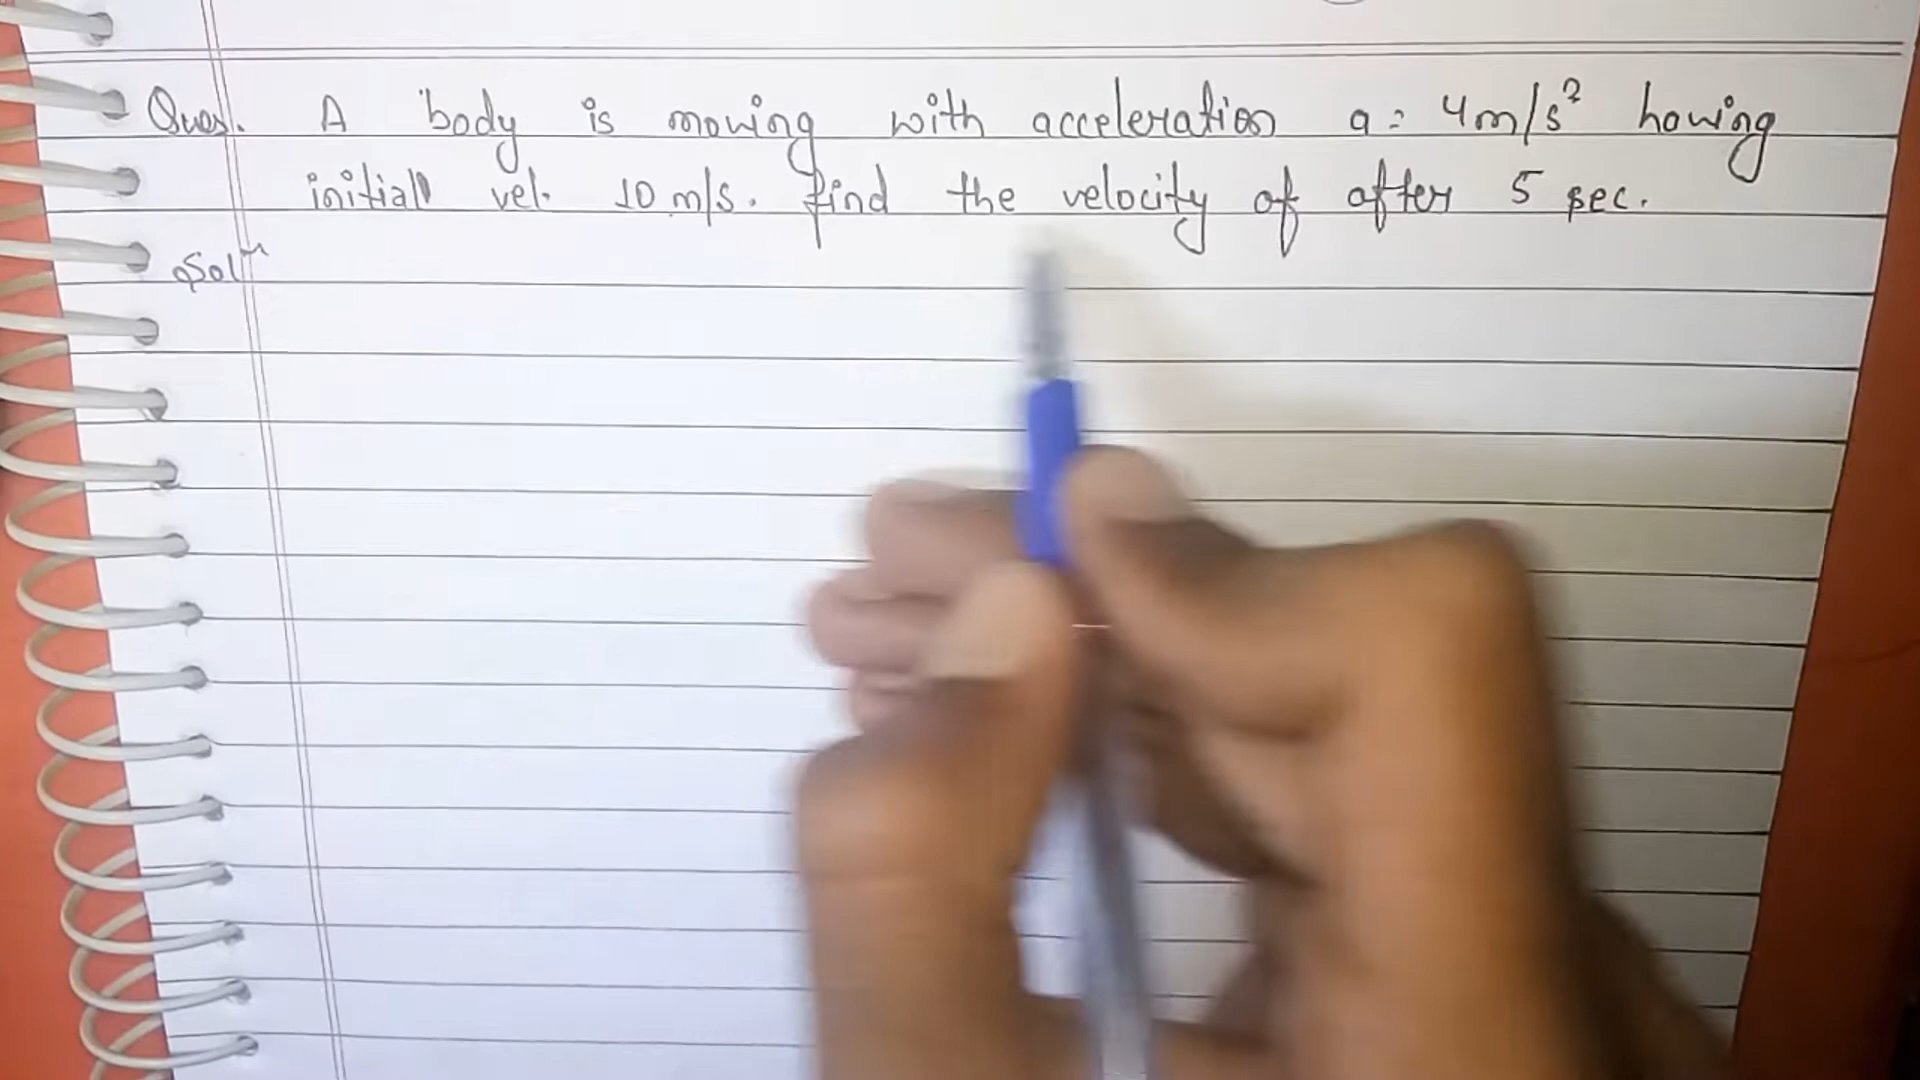 Ques. A body is moving with acceleration a = 4m/s² having
initial vel. 10 m/s. find the velocity of after 5 sec.
Solⁿ